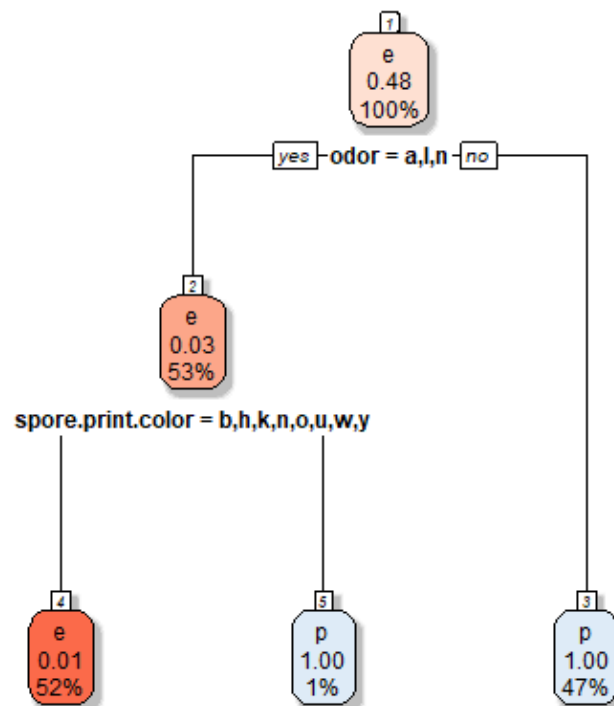 1
e
0.48
100%
yes odor = a,l,n no
2
e
0.03
53%
spore.print.color = b,h,k,n,o,u,w,y
4
e
0.01
52%
5
p
1.00
1%
3
p
1.00
47%